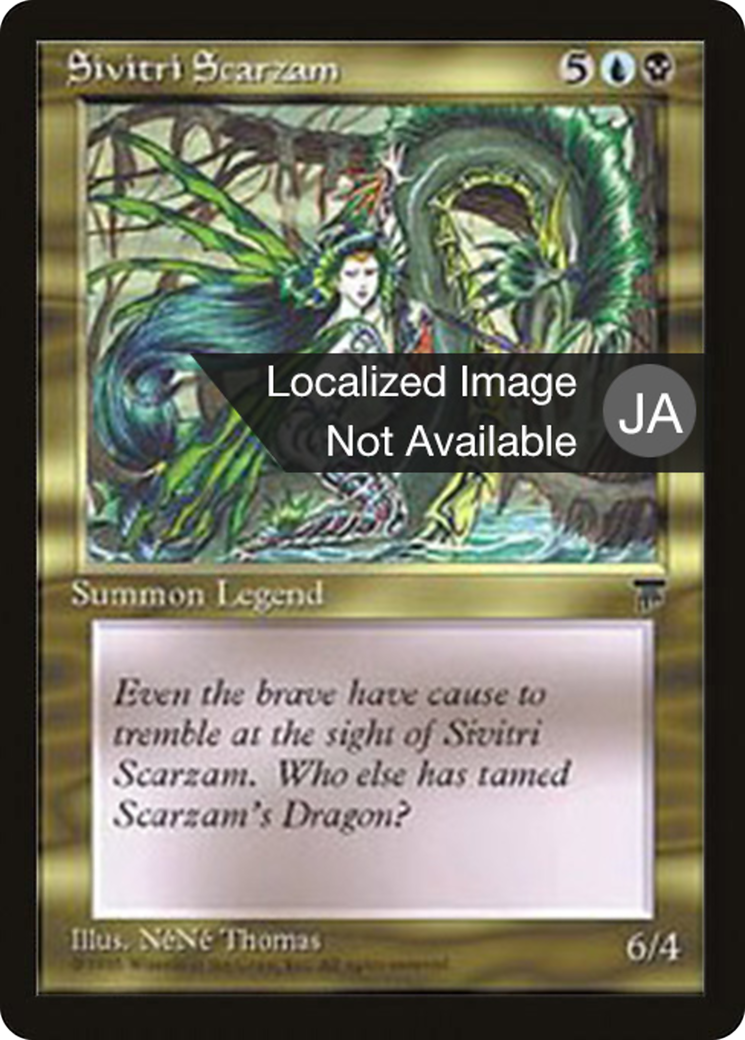 Sivitri Scarzam
5
Localized Image
Not Available
JA
Summon Legend
Even the brave have cause to
tremble at the sight of Sivitri
Scarzam. Who else has tamed
Scarzam's Dragon?
Illus. NéNé Thomas
6/4